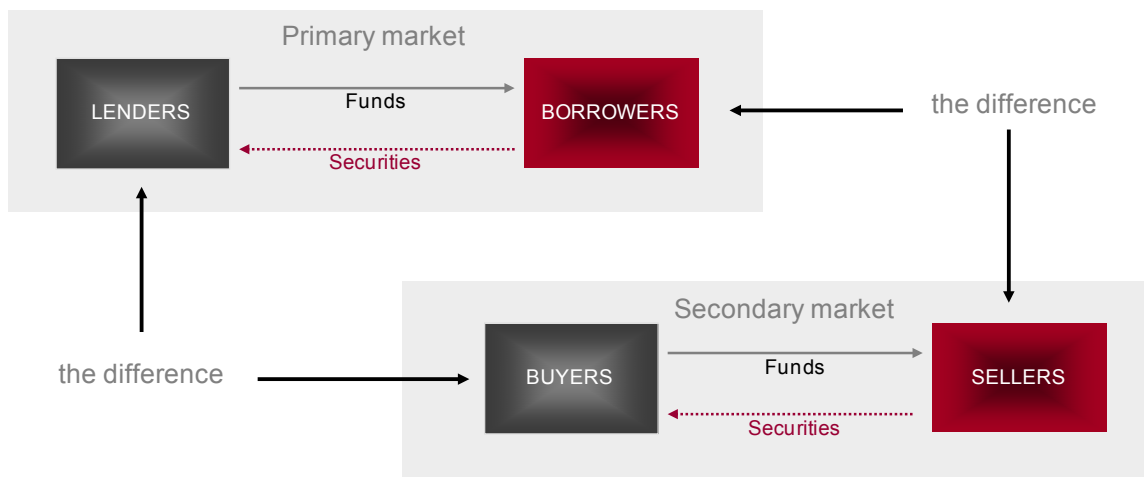 Primary market
LENDERS
Funds
BORROWERS
Securities
the difference
Secondary market
the difference
BUYERS
Funds
SELLERS
Securities